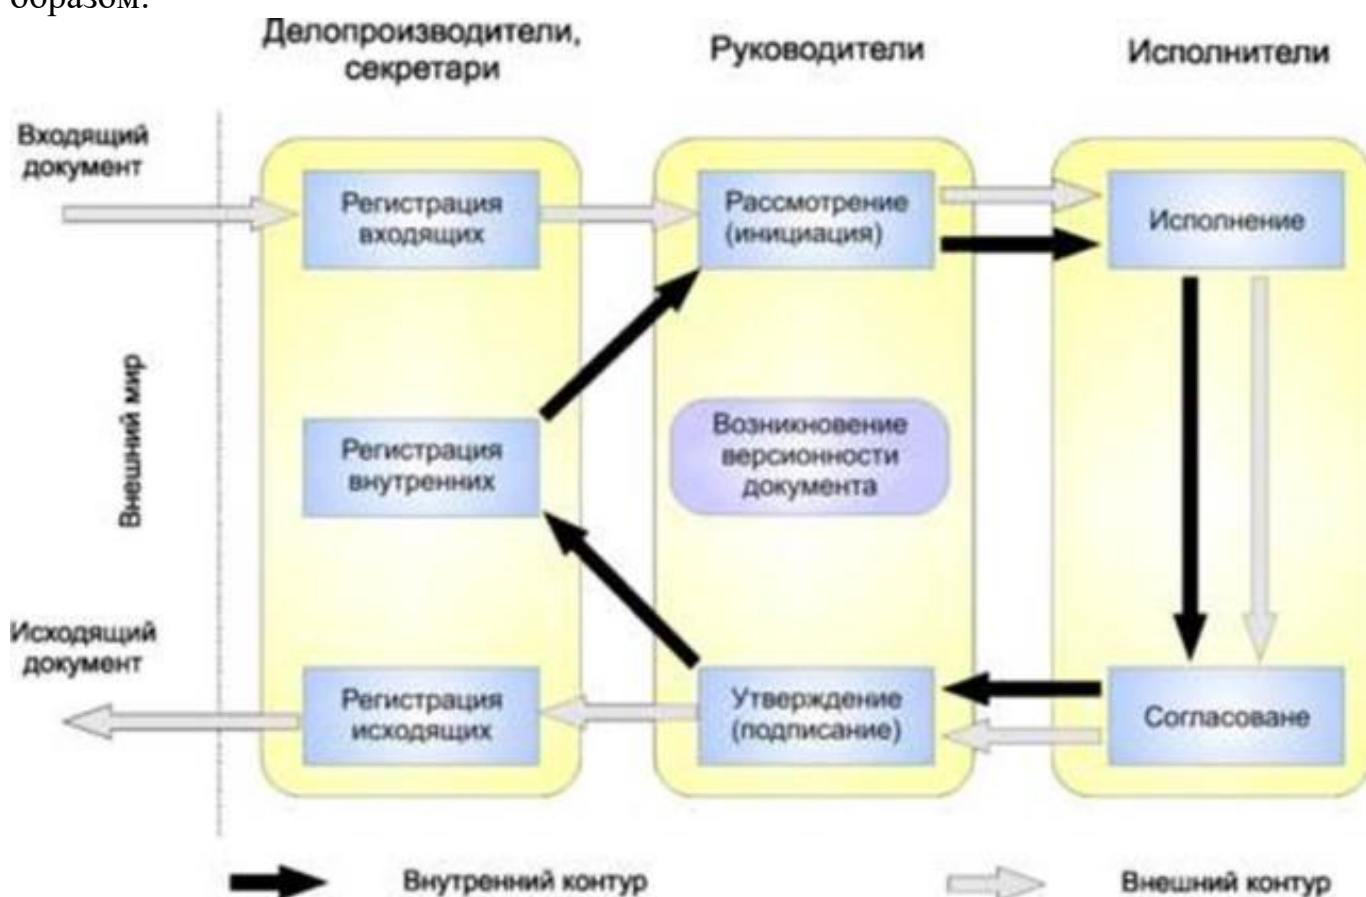 образом:
Делопроизводители,
секретари
Руководители
Исполнители
Входящий
документ
Регистрация
входящих
Рассмотрение
(инициация)
Исполнение
Внешний мир
Регистрация
внутренних
Возникновение
версионности
документа
Исходящий
документ
Регистрация
исходящих
Утверждение
(подписание)
Согласоване
Внутренний контур
Внешний контур